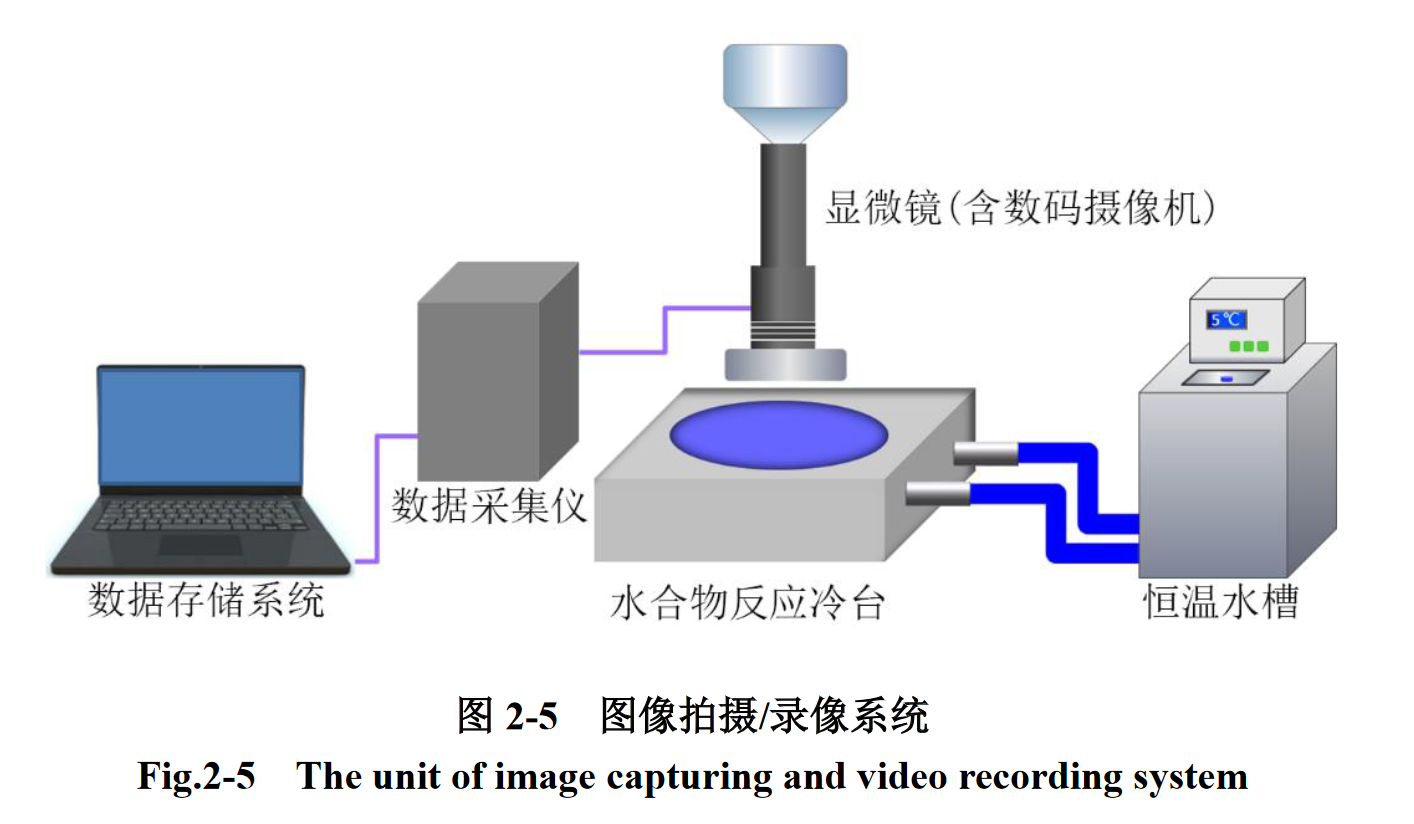 显微镜(含数码摄像机)
5℃
数据采集仪
数据存储系统
水合物反应冷台
恒温水槽
图 2-5 图像拍摄/录像系统
Fig.2-5 The unit of image capturing and video recording system